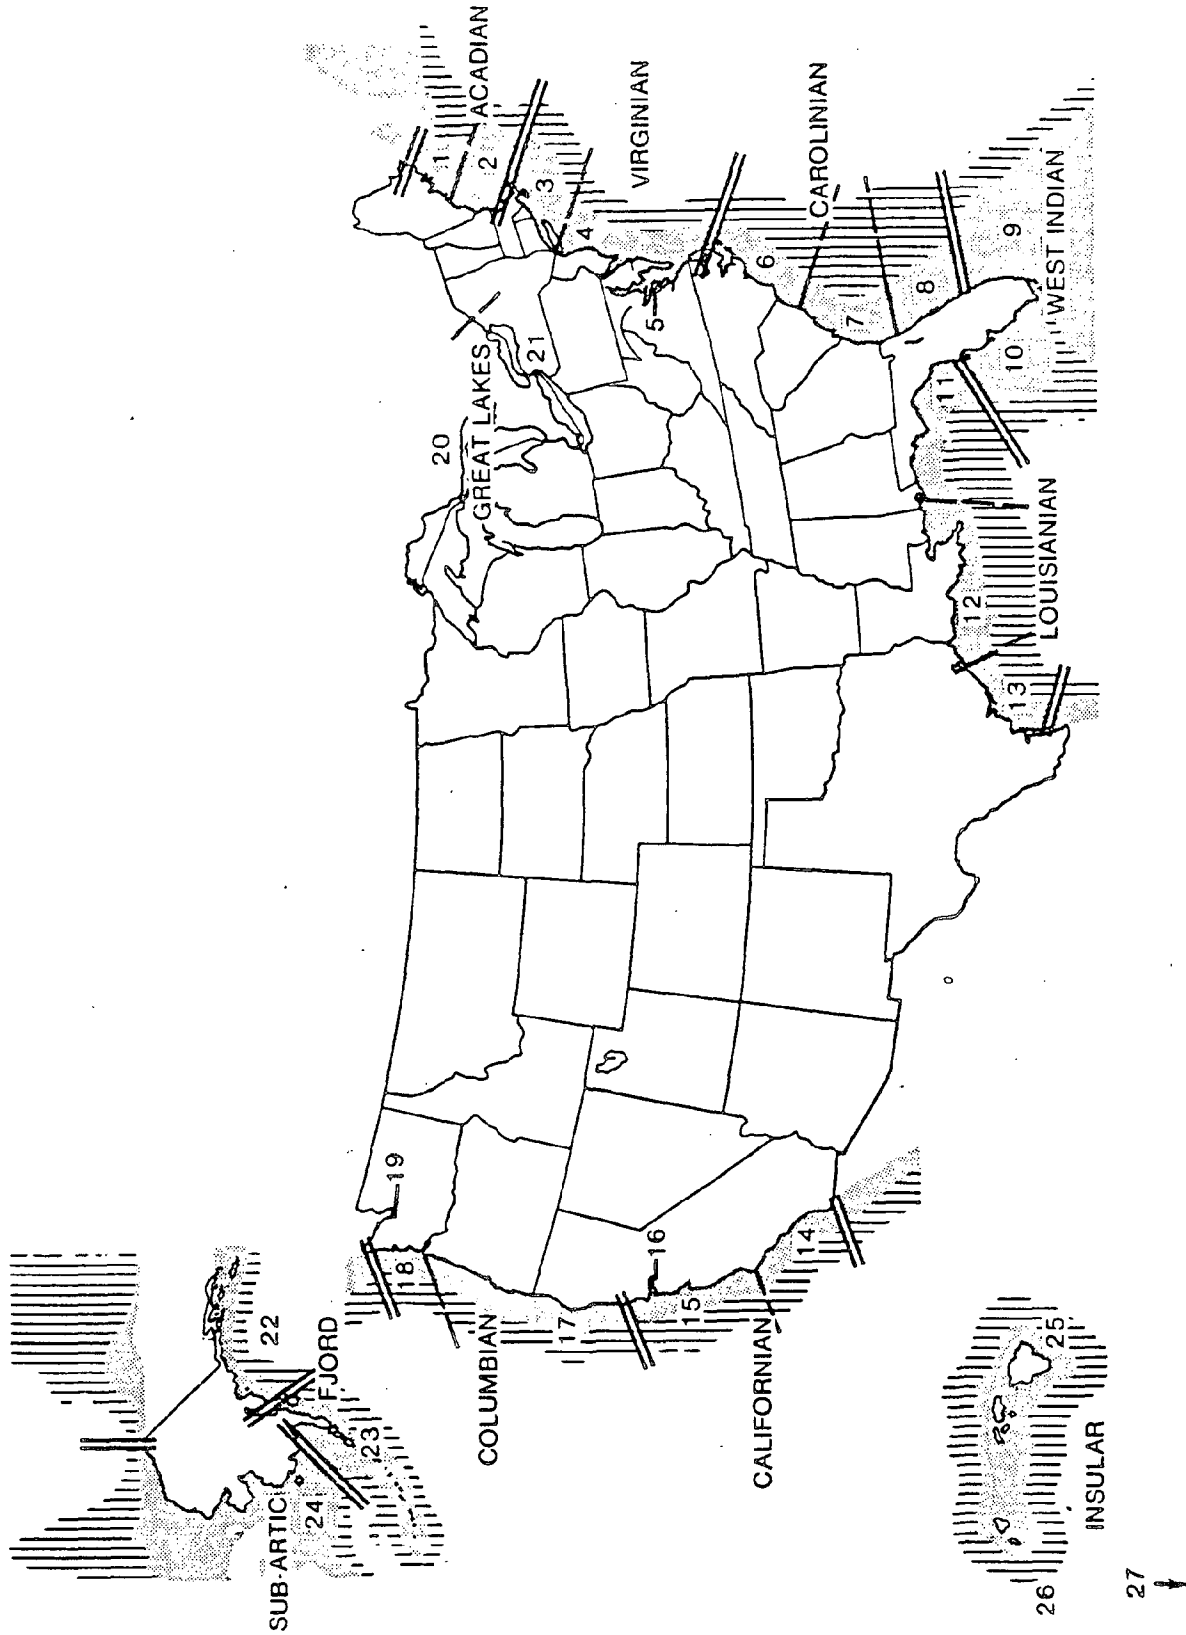 SUB-ARTIC
24
23
FJORD
22
18
19
COLUMBIAN
17
16
15
CALIFORNIAN
14
26
27
INSULAR
25
20
GREAT LAKES
21
1
ACADIAN
2
3
VIRGINIAN
4
5
6
CAROLINIAN
7
8
9
WEST INDIAN
10
11
LOUISIANIAN
12
13